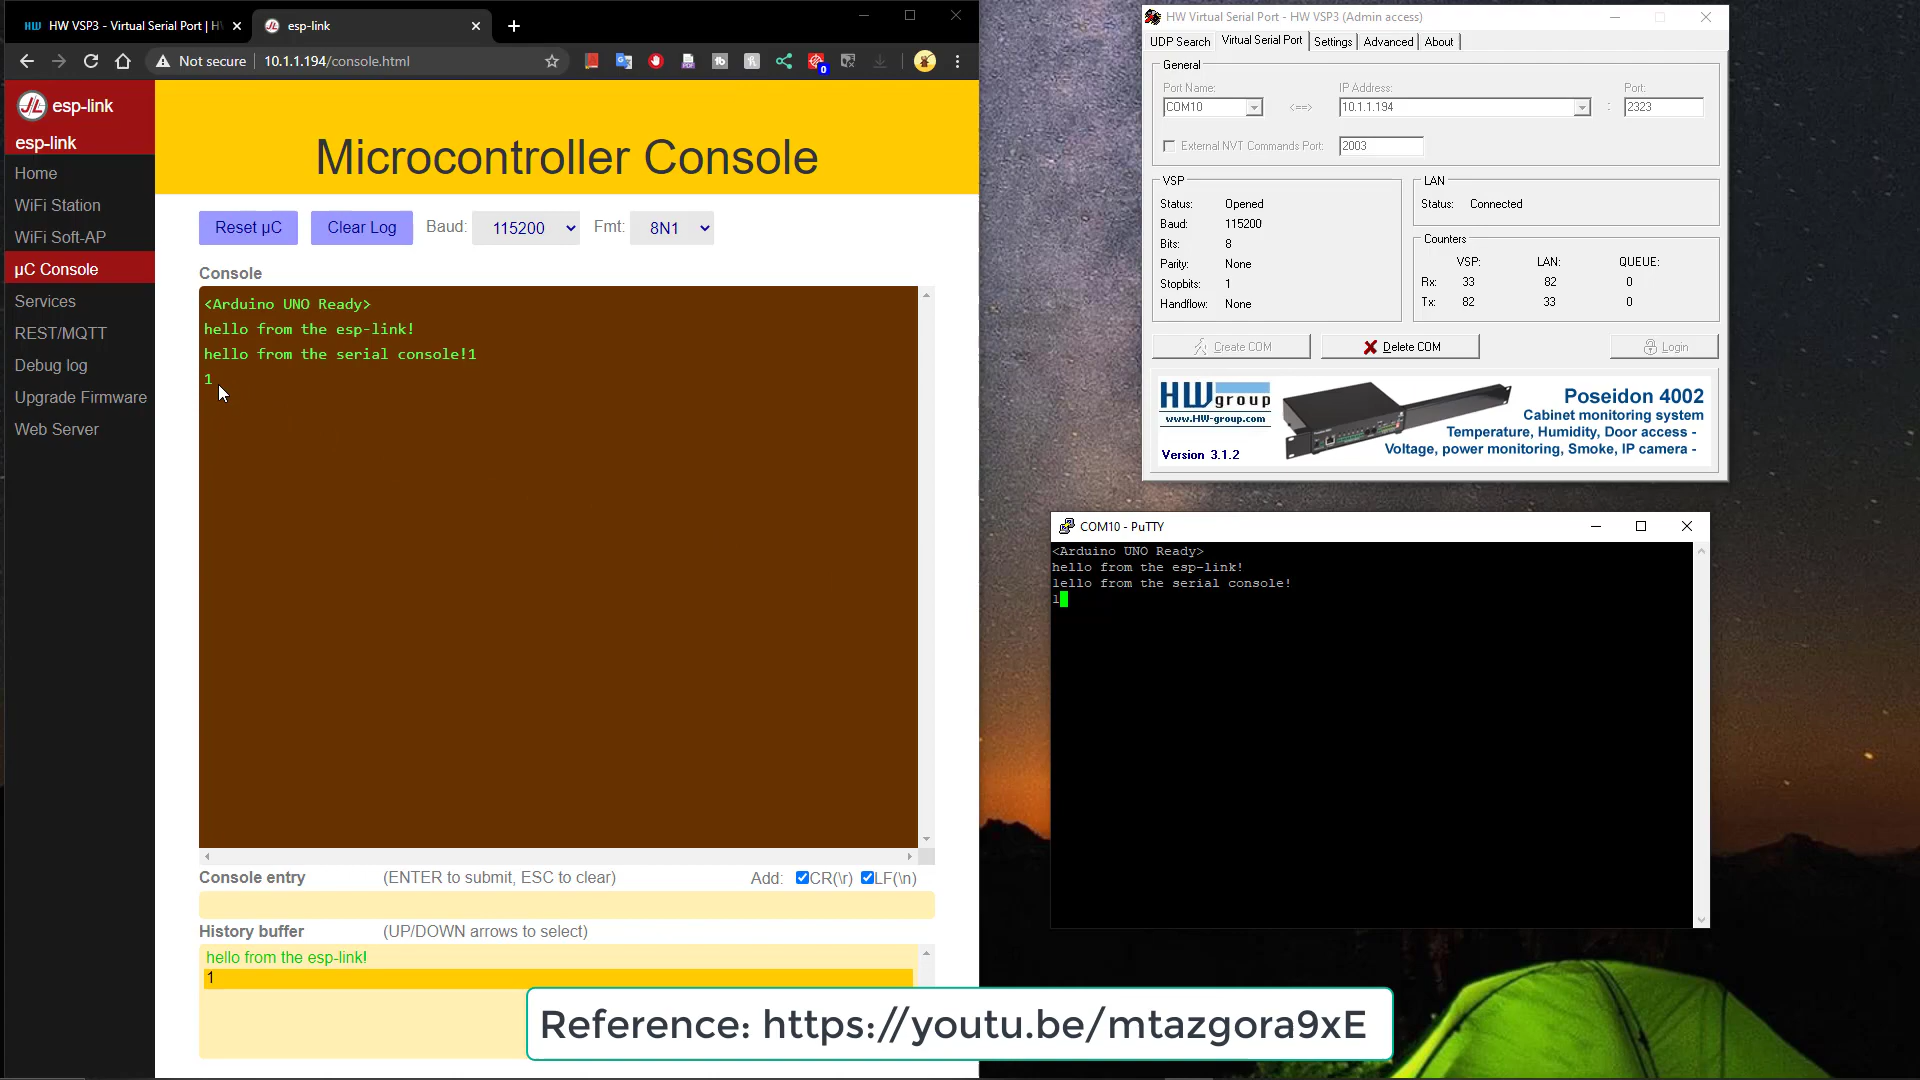 HW VSP3 - Virtual Serial Port | H
esp-link
Not secure
10.1.1.194/console.html
0
esp-link
esp-link
Home
WiFi Station
WiFi Soft-AP
µC Console
Services
REST/MQTT
Debug log
Upgrade Firmware
Web Server
Microcontroller Console
Reset µC
Clear Log
Baud:
115200
Fmt:
8N1
Console
<Arduino UNO Ready>
hello from the esp-link!
hello from the serial console!1
1
Console entry
(ENTER to submit, ESC to clear)
Add:
CR(\r)
LF(\n)
History buffer
(UP/DOWN arrows to select)
hello from the esp-link!
1
HW Virtual Serial Port - HW VSP3 (Admin access)
UDP Search
Virtual Serial Port
Settings
Advanced
About
General
Port Name:
IP Address:
Port:
COM10
<==>
10.1.1.194
:
2323
External NVT Commands Port:
2003
VSP
Status: Opened
Baud: 115200
Bits: 8
Parity: None
Stopbits: 1
Handflow: None
LAN
Status: Connected
Counters
VSP: LAN: QUEUE:
Rx: 33 82 0
Tx: 82 33 0
Create COM
Delete COM
Login
HWgroup
www.HW-group.com
Version 3.1.2
Poseidon 4002
Cabinet monitoring system
Temperature, Humidity, Door access -
Voltage, power monitoring, Smoke, IP camera -
COM10 - PuTTY
<Arduino UNO Ready>
hello from the esp-link!
lello from the serial console!
1
Reference: https://youtu.be/mtazgora9xE